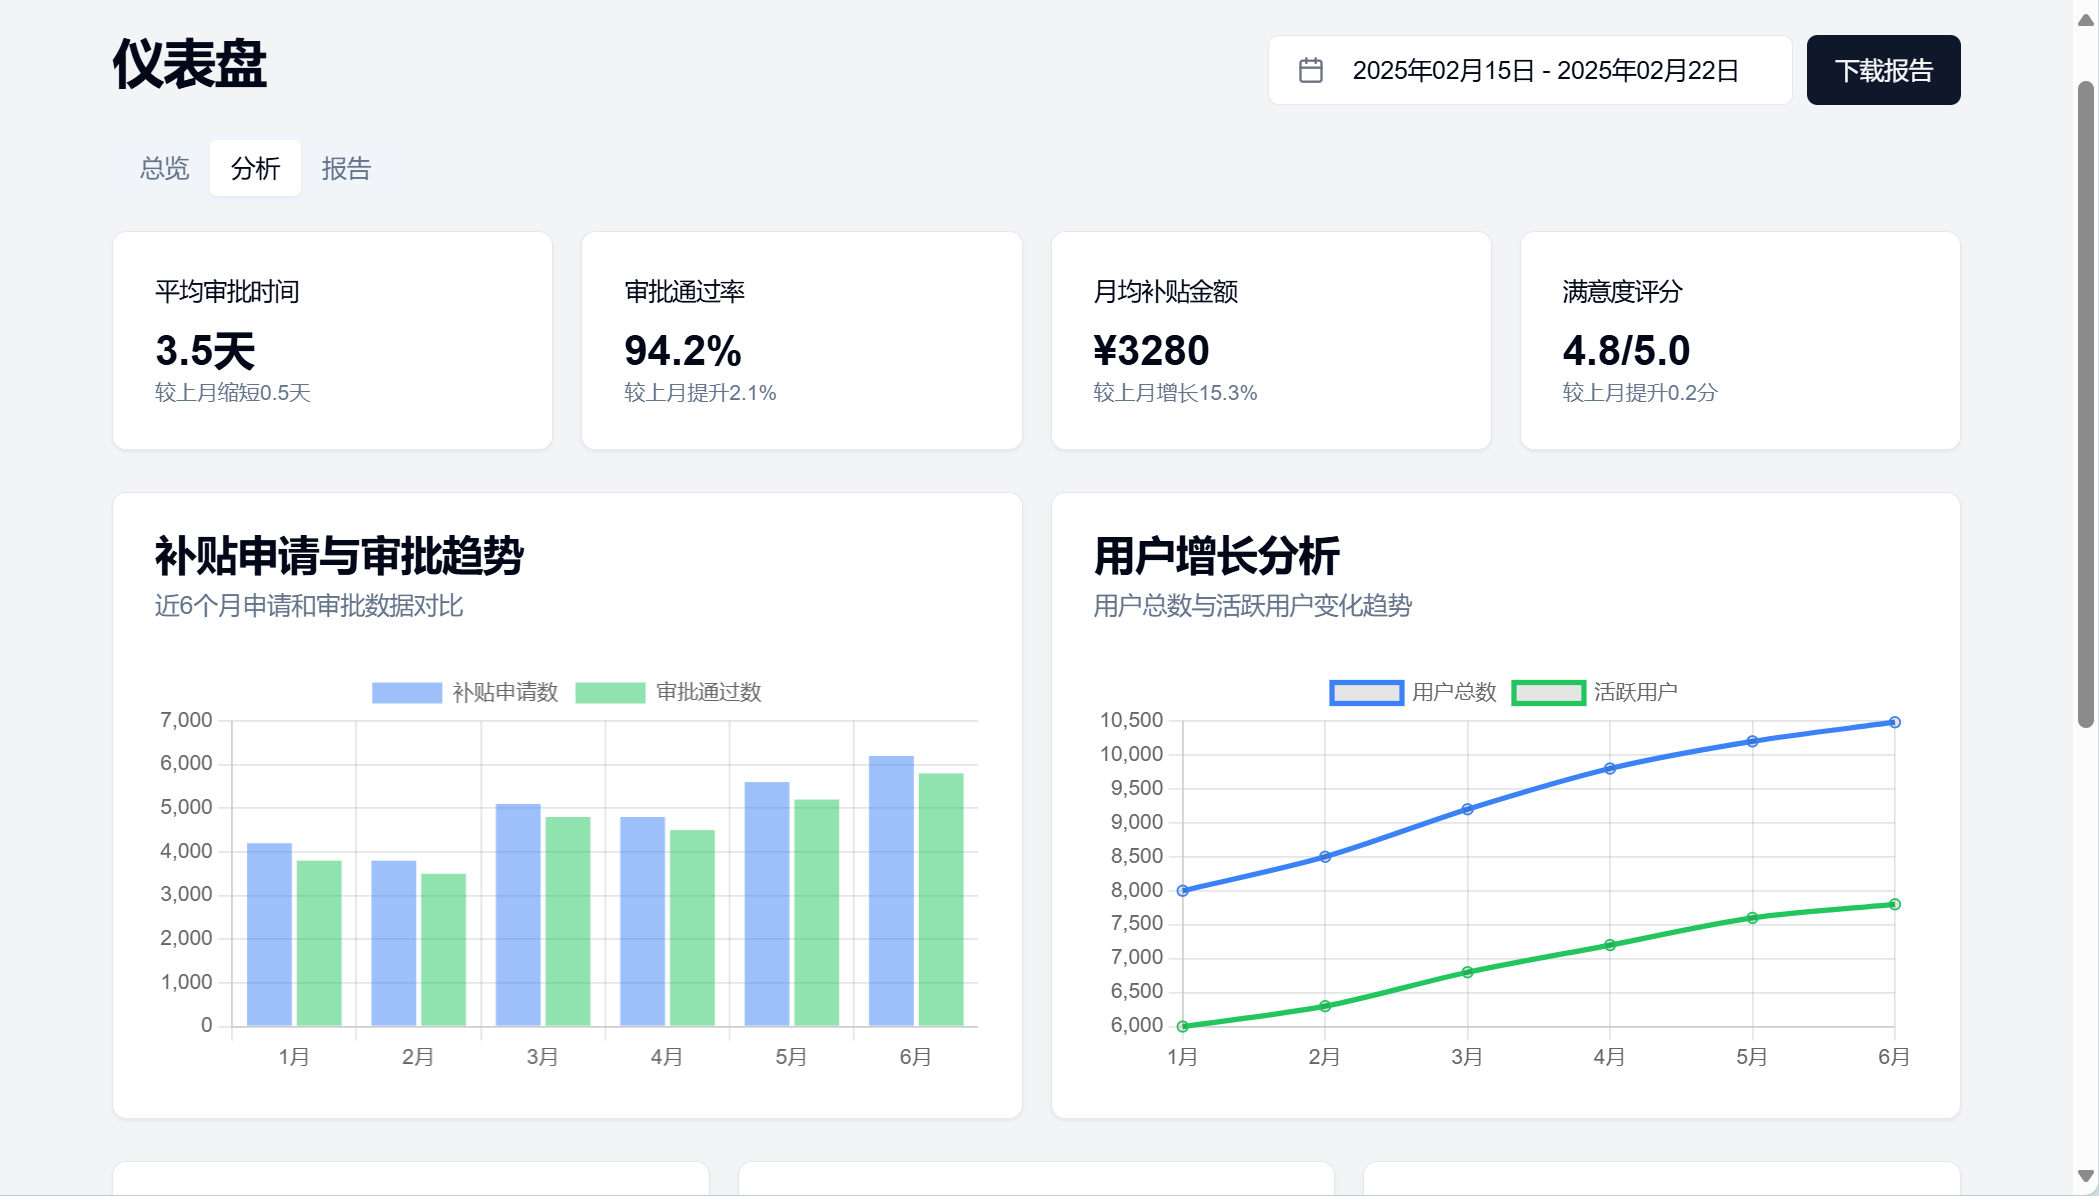 仪表盘
2025年02月15日 - 2025年02月22日
下载报告
总览 分析 报告
平均审批时间
3.5天
较上月缩短0.5天
审批通过率
94.2%
较上月提升2.1%
月均补贴金额
¥3280
较上月增长15.3%
满意度评分
4.8/5.0
较上月提升0.2分
补贴申请与审批趋势
近6个月申请和审批数据对比
补贴申请数 审批通过数
7,000
6,000
5,000
4,000
3,000
2,000
1,000
0
1月 2月 3月 4月 5月 6月
用户增长分析
用户总数与活跃用户变化趋势
用户总数 活跃用户
10,500
10,000
9,500
9,000
8,500
8,000
7,500
7,000
6,500
6,000
1月 2月 3月 4月 5月 6月